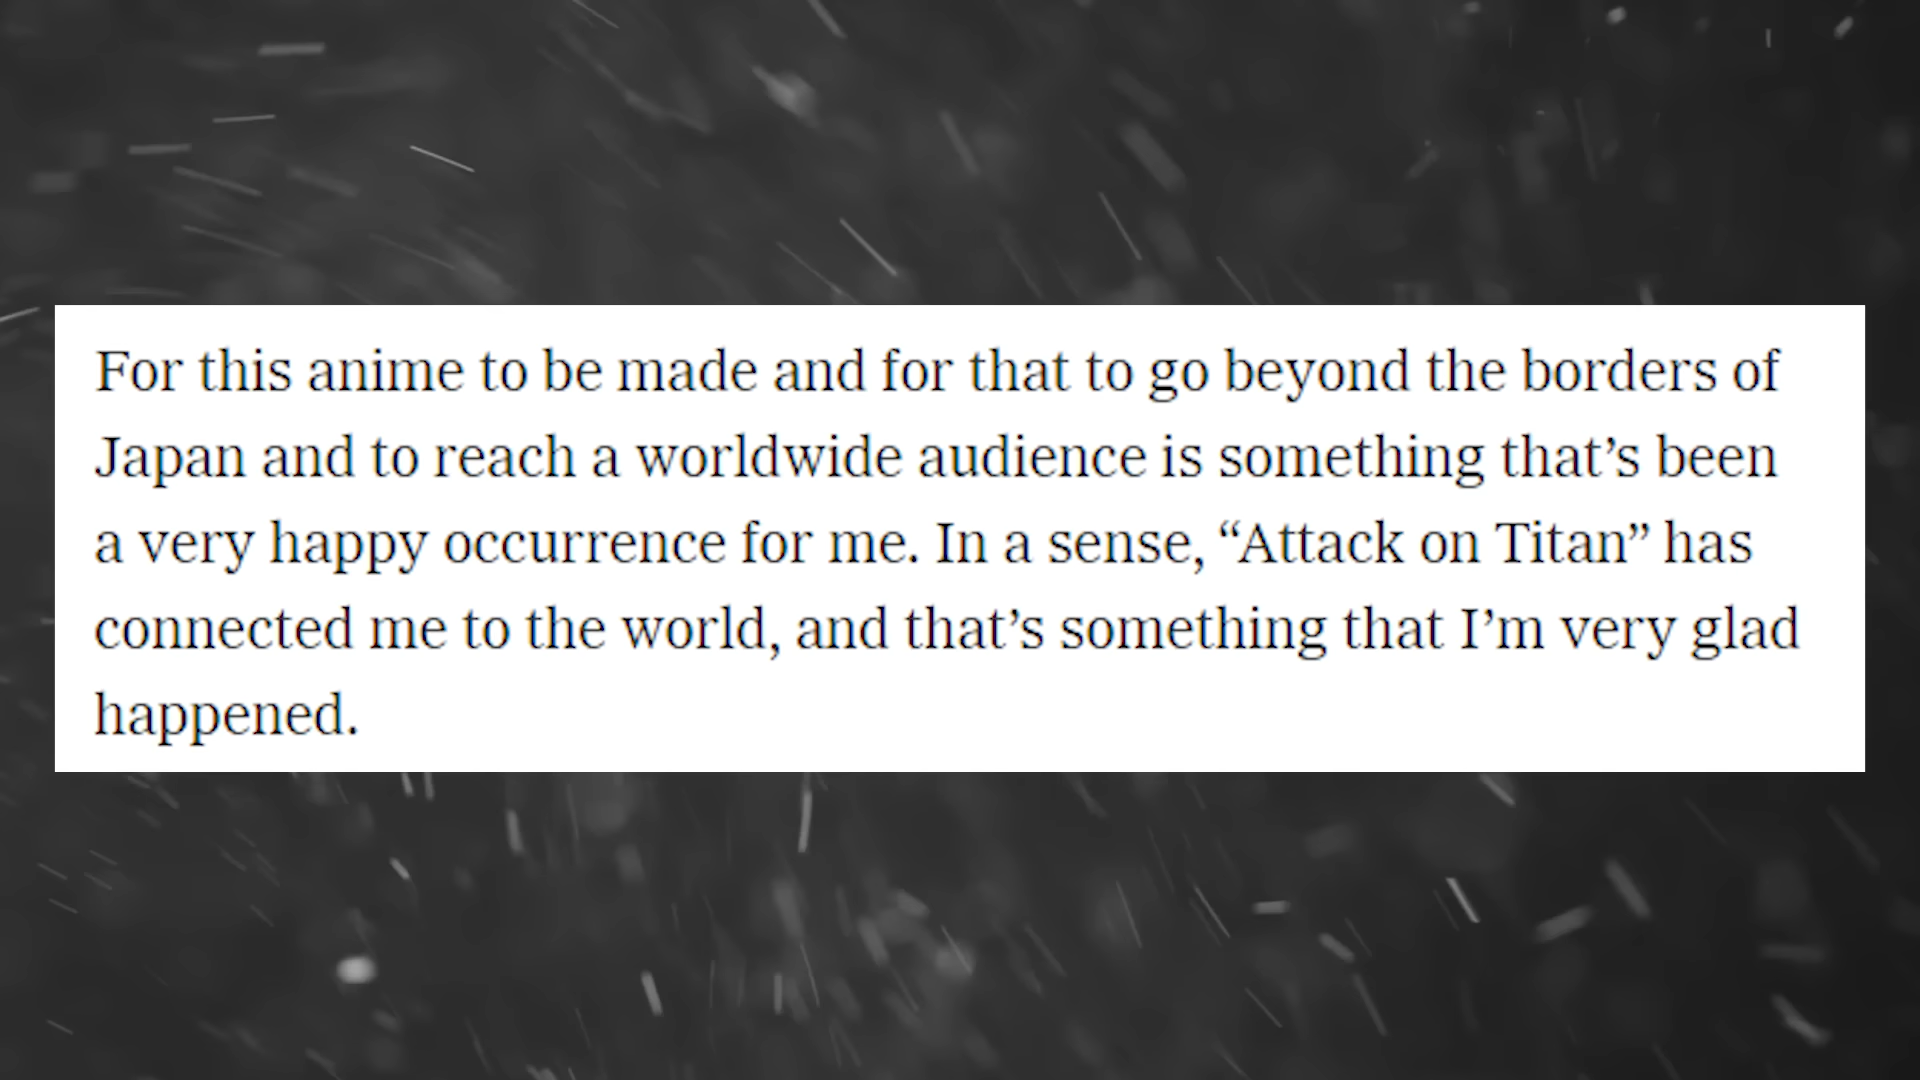 For this anime to be made and for that to go beyond the borders of
Japan and to reach a worldwide audience is something that’s been
a very happy occurrence for me. In a sense, “Attack on Titan” has
connected me to the world, and that’s something that I’m very glad
happened.